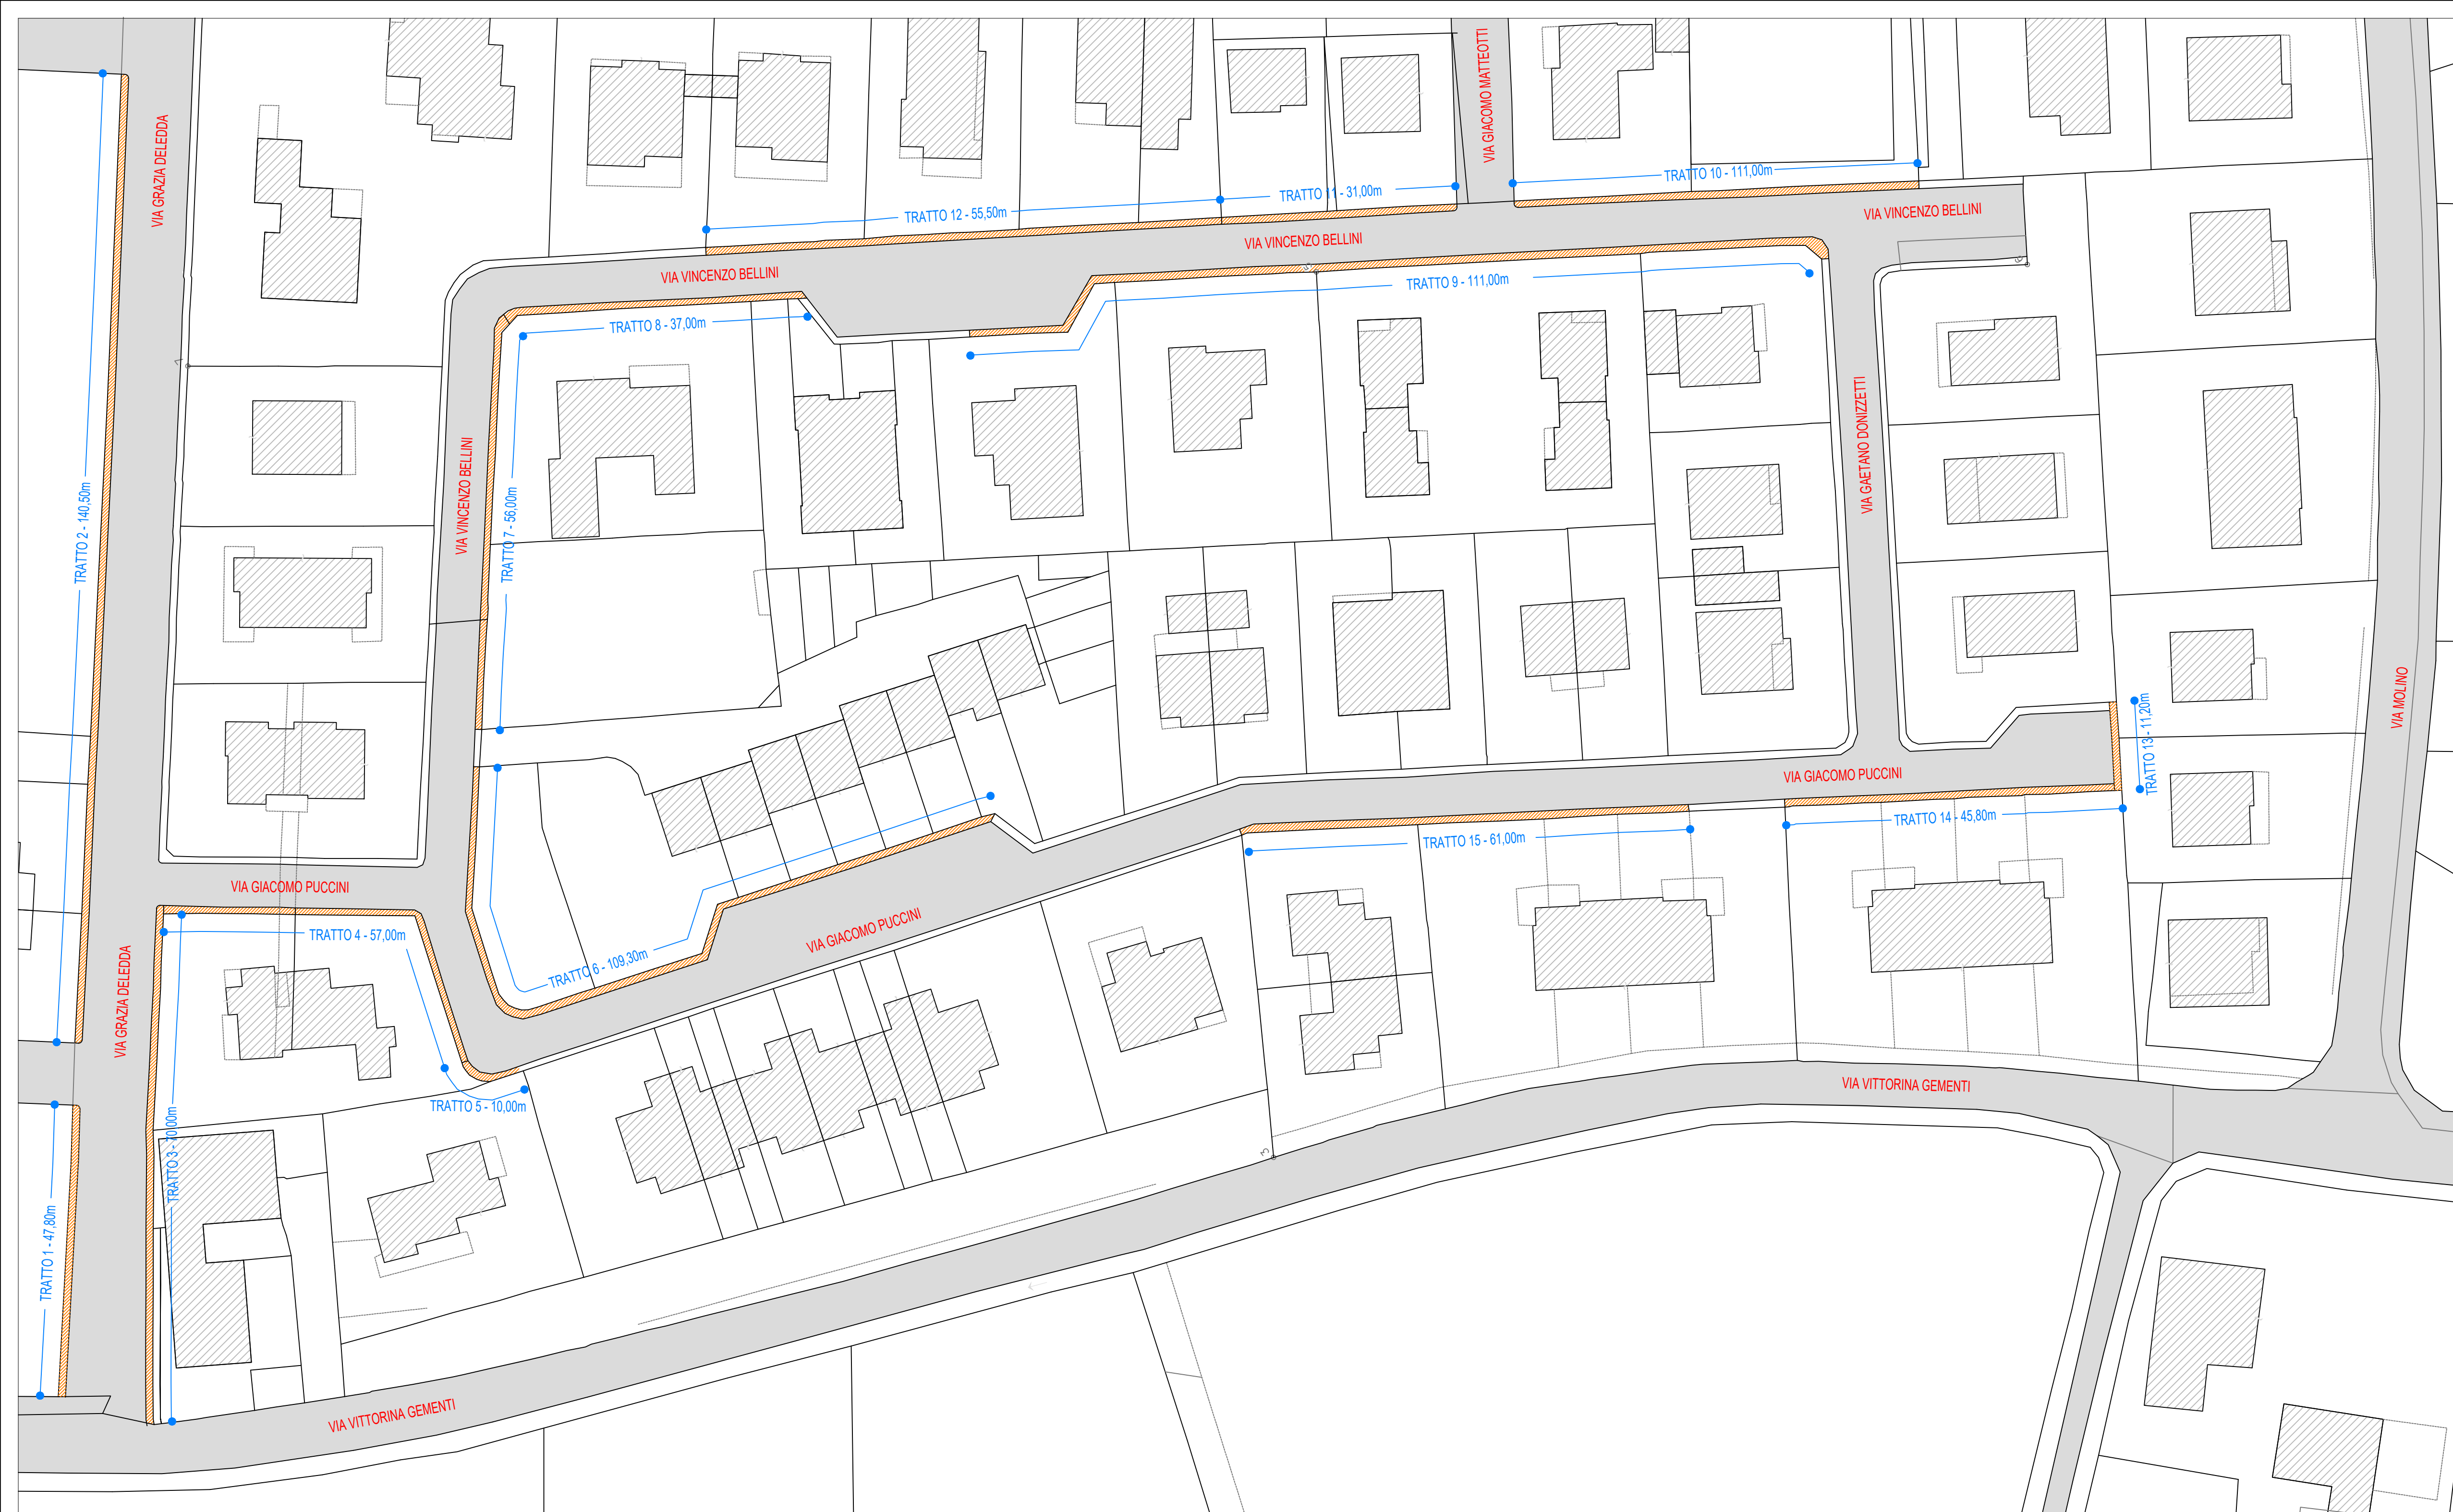 VIA GIACOMO MATTEOTTI
VIA GRAZIA DELEDDA
TRATTO 10 - 111,00m
TRATTO 11 - 31,00m
TRATTO 12 - 55,50m
VIA VINCENZO BELLINI
VIA VINCENZO BELLINI
VIA VINCENZO BELLINI
TRATTO 9 - 111,00m
TRATTO 8 - 37,00m
VIA GAETANO DONIZZETTI
VIA VINCENZO BELLINI
TRATTO 7 - 56,00m
TRATTO 2 - 140,50m
VIA MOLINO
TRATTO 13 - 11,20m
VIA GIACOMO PUCCINI
TRATTO 14 - 45,80m
TRATTO 15 - 61,00m
VIA GIACOMO PUCCINI
TRATTO 4 - 57,00m
VIA GIACOMO PUCCINI
TRATTO 6 - 109,30m
VIA GRAZIA DELEDDA
VIA VITTORINA GEMENTI
TRATTO 5 - 10,00m
TRATTO 3 - 70,00m
TRATTO 1 - 47,80m
VIA VITTORINA GEMENTI